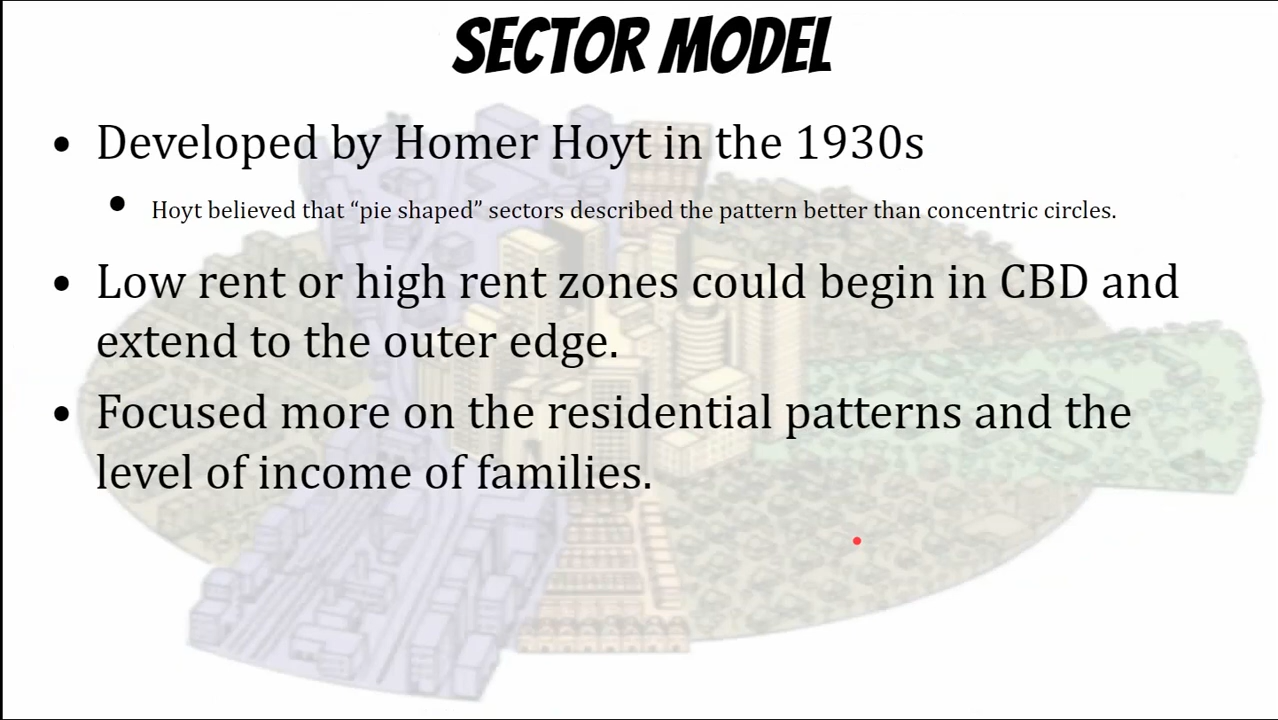 SECTOR MODEL
• Developed by Homer Hoyt in the 1930s
• Hoyt believed that “pie shaped” sectors described the pattern better than concentric circles.
• Low rent or high rent zones could begin in CBD and
extend to the outer edge.
• Focused more on the residential patterns and the
level of income of families.